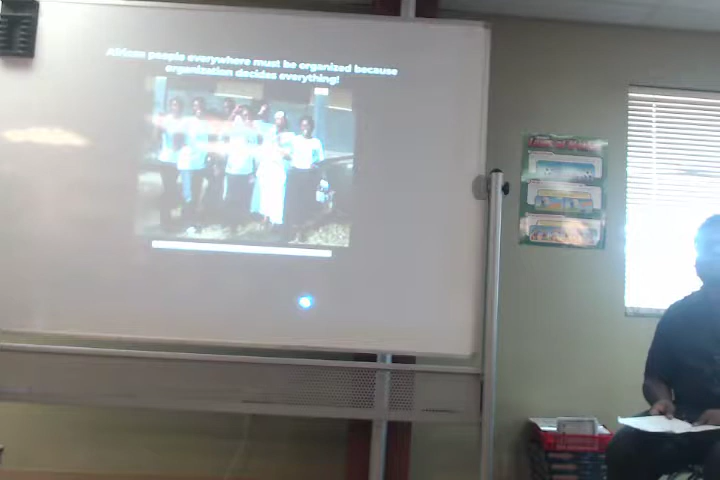 African people everywhere must be organized because
organization decides everything!